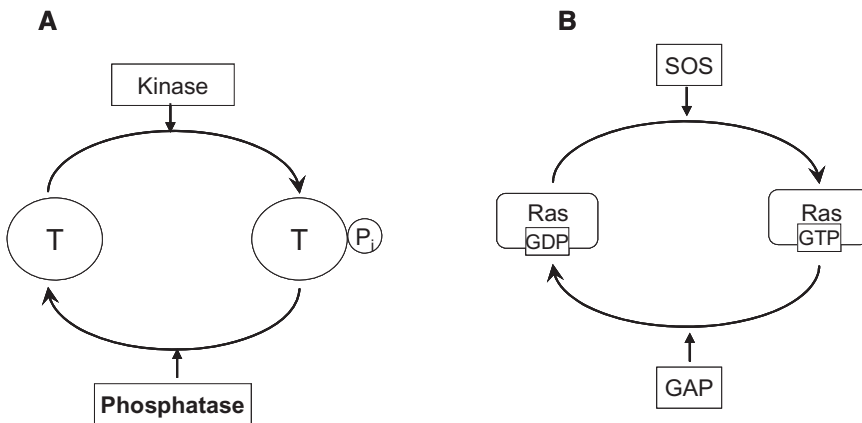 A
Kinase
T
T
Pi
Phosphatase
B
SOS
Ras
GDP
Ras
GTP
GAP